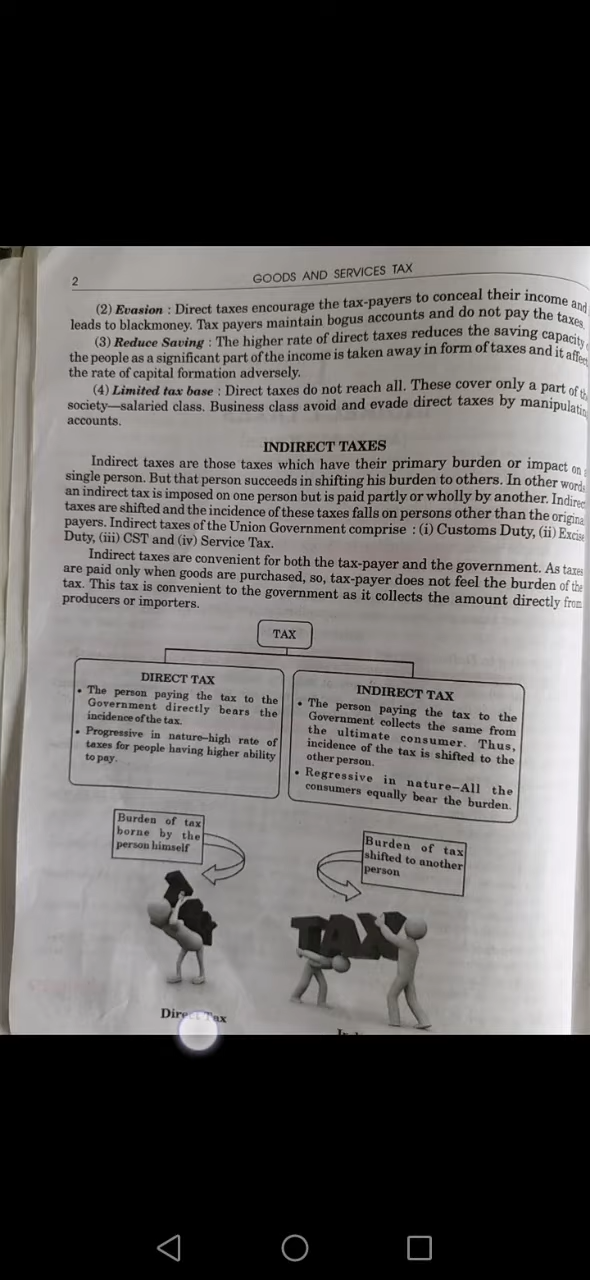 2
GOODS AND SERVICES TAX
(2) Evasion : Direct taxes encourage the tax-payers to conceal their income and
leads to blackmoney. Tax payers maintain bogus accounts and do not pay the taxes.
(3) Reduce Saving : The higher rate of direct taxes reduces the saving capacity
the people as a significant part of the income is taken away in form of taxes and it affect
the rate of capital formation adversely.
(4) Limited tax base : Direct taxes do not reach all. These cover only a part of th
society—salaried class. Business class avoid and evade direct taxes by manipulatin
accounts.
INDIRECT TAXES
Indirect taxes are those taxes which have their primary burden or impact on
single person. But that person succeeds in shifting his burden to others. In other words
an indirect tax is imposed on one person but is paid partly or wholly by another. Indirec
taxes are shifted and the incidence of these taxes falls on persons other than the origina
payers. Indirect taxes of the Union Government comprise : (i) Customs Duty, (ii) Excise
Duty, (iii) CST and (iv) Service Tax.
Indirect taxes are convenient for both the tax-payer and the government. As taxes
are paid only when goods are purchased, so, tax-payer does not feel the burden of the
tax. This tax is convenient to the government as it collects the amount directly from
producers or importers.
TAX
DIRECT TAX
• The person paying the tax to the
Government directly bears the
incidence of the tax.
• Progressive in nature–high rate of
taxes for people having higher ability
to pay.
INDIRECT TAX
• The person paying the tax to the
Government collects the same from
the ultimate consumer. Thus,
incidence of the tax is shifted to the
other person.
• Regressive in nature–All the
consumers equally bear the burden.
Burden of tax
borne by the
person himself
Burden of tax
shifted to another
person
TAX
Direct Tax